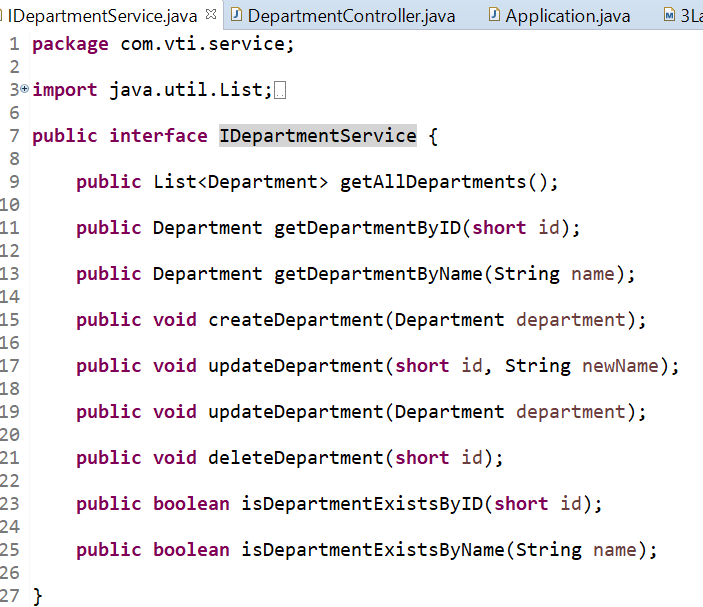 IDepartmentService.java DepartmentController.java Application.java 3La
1 package com.vti.service;
2
3 import java.util.List;
6
7 public interface IDepartmentService {
8
9 public List<Department> getAllDepartments();
10
11 public Department getDepartmentByID(short id);
12
13 public Department getDepartmentByName(String name);
14
15 public void createDepartment(Department department);
16
17 public void updateDepartment(short id, String newName);
18
19 public void updateDepartment(Department department);
20
21 public void deleteDepartment(short id);
22
23 public boolean isDepartmentExistsByID(short id);
24
25 public boolean isDepartmentExistsByName(String name);
26
27 }